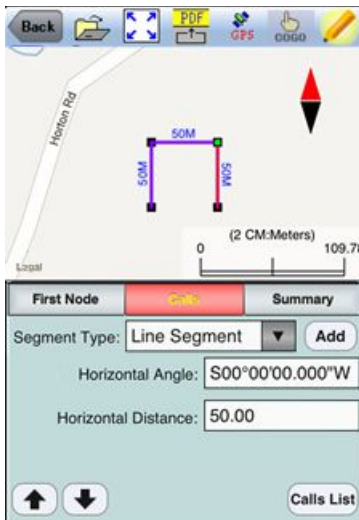 Back PDF GPS COGO
Horton Rd
50M
50M
50M
(2 CM:Meters)
0 109.78
Legal
First Node Calls Summary
Segment Type: Line Segment Add
Horizontal Angle: S00°00'00.000"W
Horizontal Distance: 50.00
Calls List